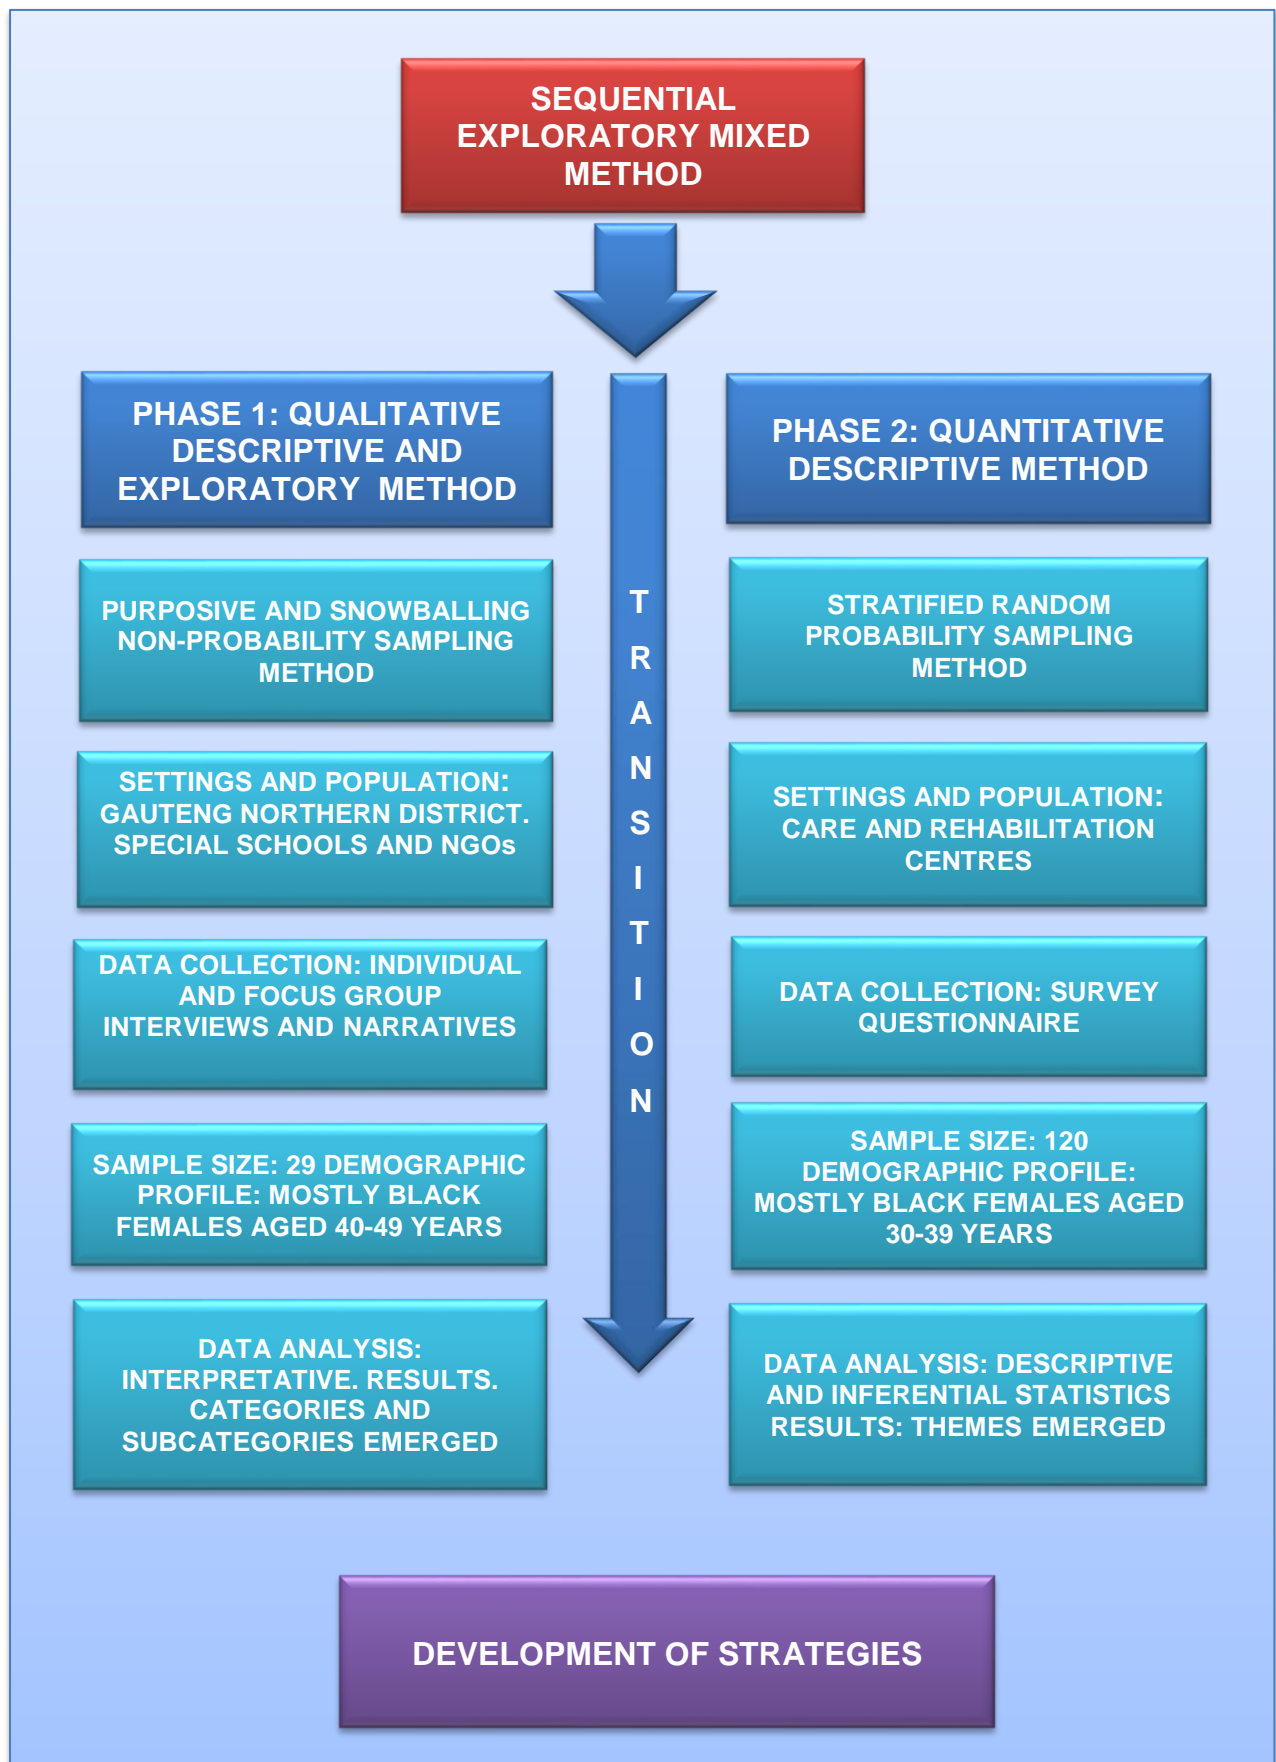 SEQUENTIAL
EXPLORATORY MIXED
METHOD
PHASE 1: QUALITATIVE
DESCRIPTIVE AND
EXPLORATORY METHOD
PURPOSIVE AND SNOWBALLING
NON-PROBABILITY SAMPLING
METHOD
SETTINGS AND POPULATION:
GAUTENG NORTHERN DISTRICT.
SPECIAL SCHOOLS AND NGOs
DATA COLLECTION: INDIVIDUAL
AND FOCUS GROUP
INTERVIEWS AND NARRATIVES
SAMPLE SIZE: 29 DEMOGRAPHIC
PROFILE: MOSTLY BLACK
FEMALES AGED 40-49 YEARS
DATA ANALYSIS:
INTERPRETATIVE. RESULTS.
CATEGORIES AND
SUBCATEGORIES EMERGED
T
R
A
N
S
I
T
I
O
N
PHASE 2: QUANTITATIVE
DESCRIPTIVE METHOD
STRATIFIED RANDOM
PROBABILITY SAMPLING
METHOD
SETTINGS AND POPULATION:
CARE AND REHABILITATION
CENTRES
DATA COLLECTION: SURVEY
QUESTIONNAIRE
SAMPLE SIZE: 120
DEMOGRAPHIC PROFILE:
MOSTLY BLACK FEMALES AGED
30-39 YEARS
DATA ANALYSIS: DESCRIPTIVE
AND INFERENTIAL STATISTICS
RESULTS: THEMES EMERGED
DEVELOPMENT OF STRATEGIES